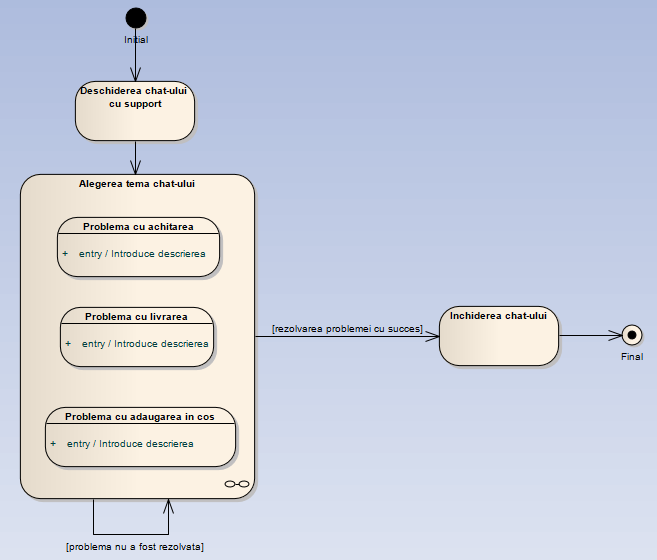 Initial
Deschiderea chat-ului
cu support
Alegerea tema chat-ului
Problema cu achitarea
+ entry / Introduce descrierea
Problema cu livrarea
+ entry / Introduce descrierea
Problema cu adaugarea in cos
+ entry / Introduce descrierea
[problema nu a fost rezolvata]
[rezolvarea problemei cu succes]
Inchiderea chat-ului
Final